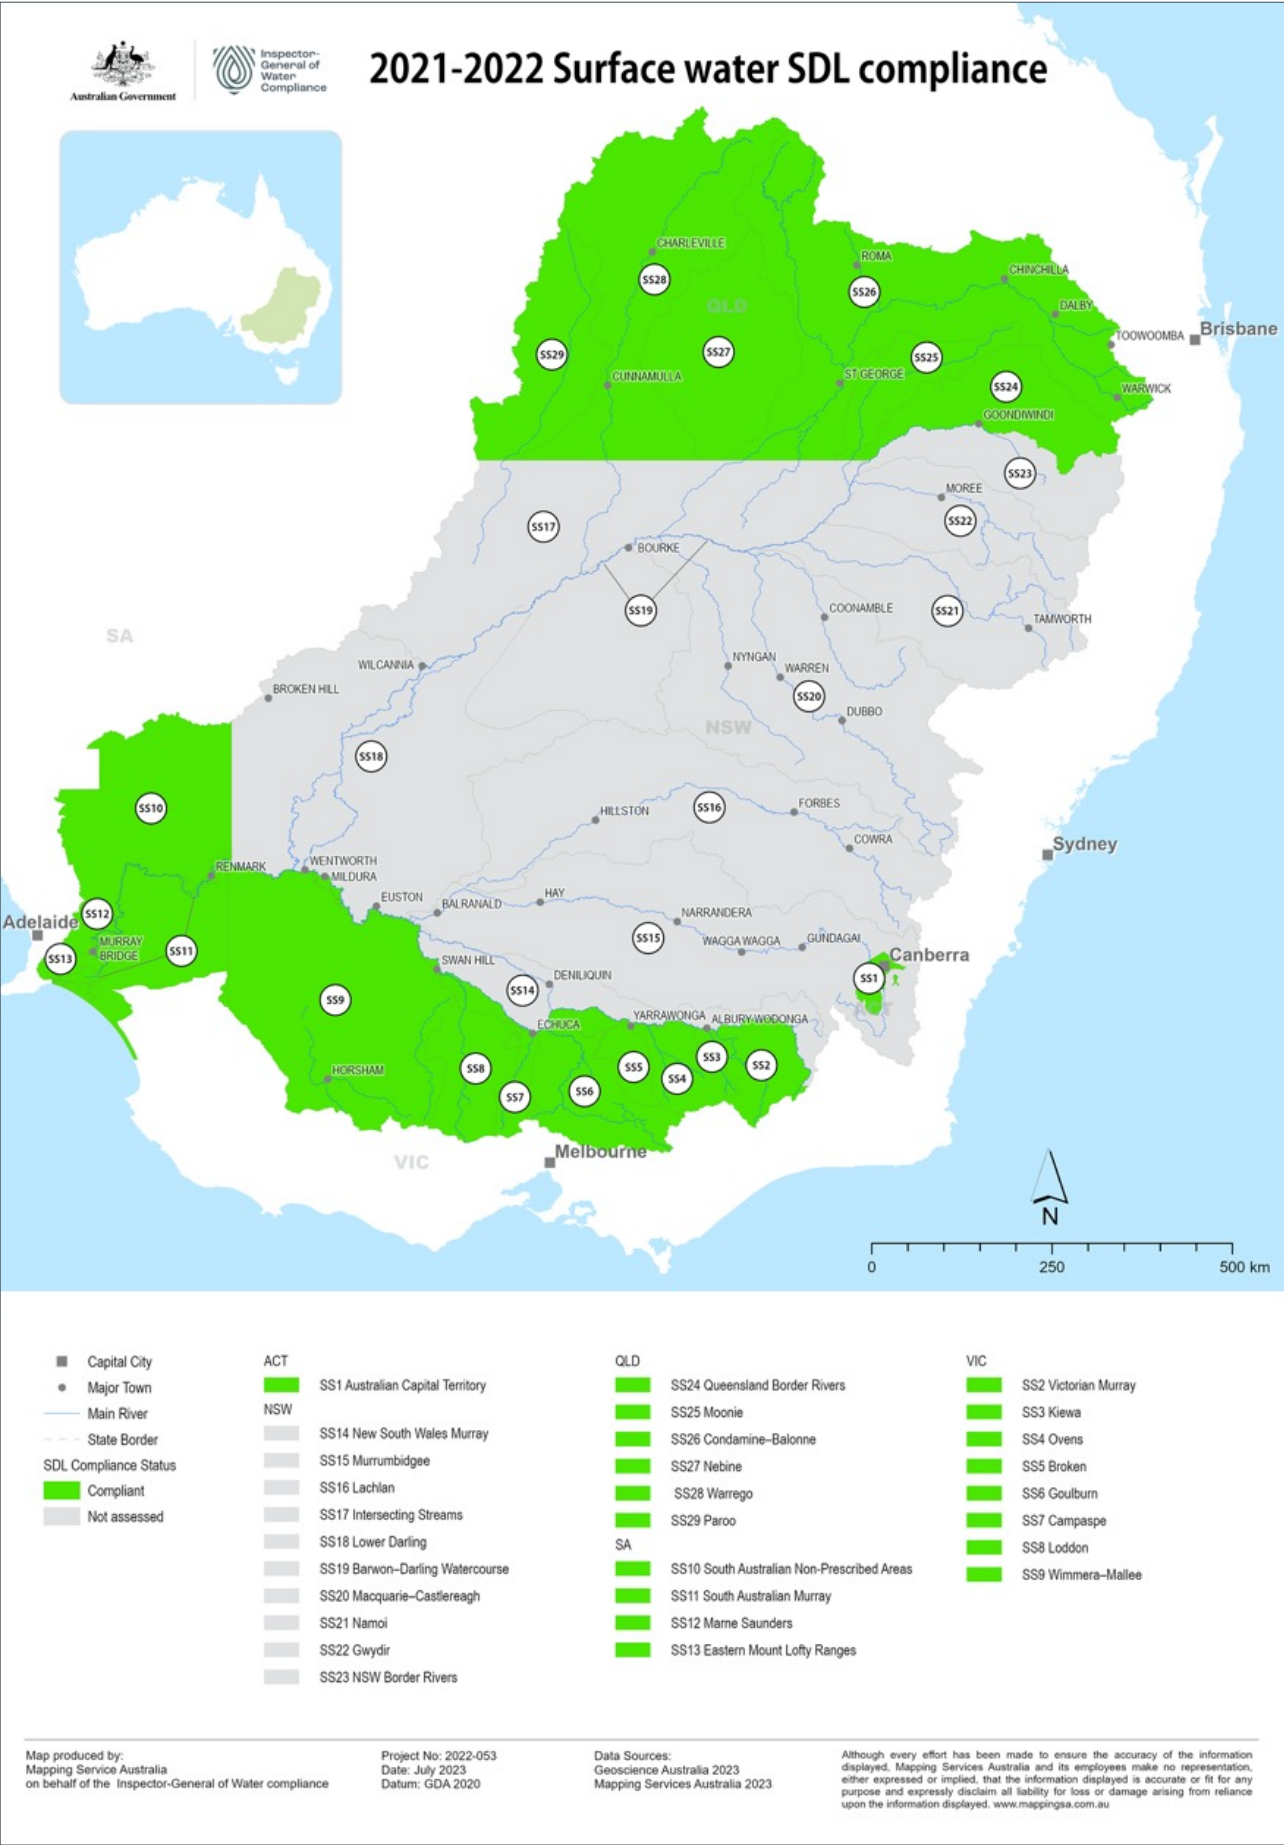 Australian Government
Inspector-
General of
Water
Compliance
2021-2022 Surface water SDL compliance
CHARLEVILLE
SS28
ROMA
SS26
CHINCHILLA
QLD
DALBY
TOOWOOMBA
Brisbane
SS29
SS27
SS25
CUNNAMULLA
ST GEORGE
SS24
WARWICK
GOONDIWINDI
SS23
MOREE
SS22
SS17
BOURKE
SS19
COONAMBLE
SS21
TAMWORTH
SA
WILCANNIA
NYNGAN
WARREN
BROKEN HILL
SS20
DUBBO
NSW
SS18
SS10
HILLSTON
SS16
FORBES
COWRA
Sydney
RENMARK
WENTWORTH
MILDURA
EUSTON
BALRANALD
HAY
NARRANDERA
SS12
Adelaide
MURRAY
BRIDGE
SS13
SS11
SS15
WAGGA WAGGA
GUNDAGAI
Canberra
SWAN HILL
SS1
ACT
DENILIQUIN
SS14
SS9
ECHUCA
YARRAWONGA
ALBURY WODONGA
HORSHAM
SS8
SS7
SS6
SS5
SS4
SS3
SS2
Melbourne
VIC
N
0 250 500 km
Capital City
Major Town
Main River
State Border
SDL Compliance Status
Compliant
Not assessed
ACT
SS1 Australian Capital Territory
NSW
SS14 New South Wales Murray
SS15 Murrumbidgee
SS16 Lachlan
SS17 Intersecting Streams
SS18 Lower Darling
SS19 Barwon–Darling Watercourse
SS20 Macquarie–Castlereagh
SS21 Namoi
SS22 Gwydir
SS23 NSW Border Rivers
QLD
SS24 Queensland Border Rivers
SS25 Moonie
SS26 Condamine–Balonne
SS27 Nebine
SS28 Warrego
SS29 Paroo
SA
SS10 South Australian Non-Prescribed Areas
SS11 South Australian Murray
SS12 Marne Saunders
SS13 Eastern Mount Lofty Ranges
VIC
SS2 Victorian Murray
SS3 Kiewa
SS4 Ovens
SS5 Broken
SS6 Goulburn
SS7 Campaspe
SS8 Loddon
SS9 Wimmera–Mallee
Map produced by:
Mapping Service Australia
on behalf of the Inspector-General of Water compliance
Project No: 2022-053
Date: July 2023
Datum: GDA 2020
Data Sources:
Geoscience Australia 2023
Mapping Services Australia 2023
Although every effort has been made to ensure the accuracy of the information
displayed, Mapping Services Australia and its employees make no representation,
either expressed or implied, that the information displayed is accurate or fit for any
purpose and expressly disclaim all liability for loss or damage arising from reliance
upon the information displayed. www.mappingsa.com.au